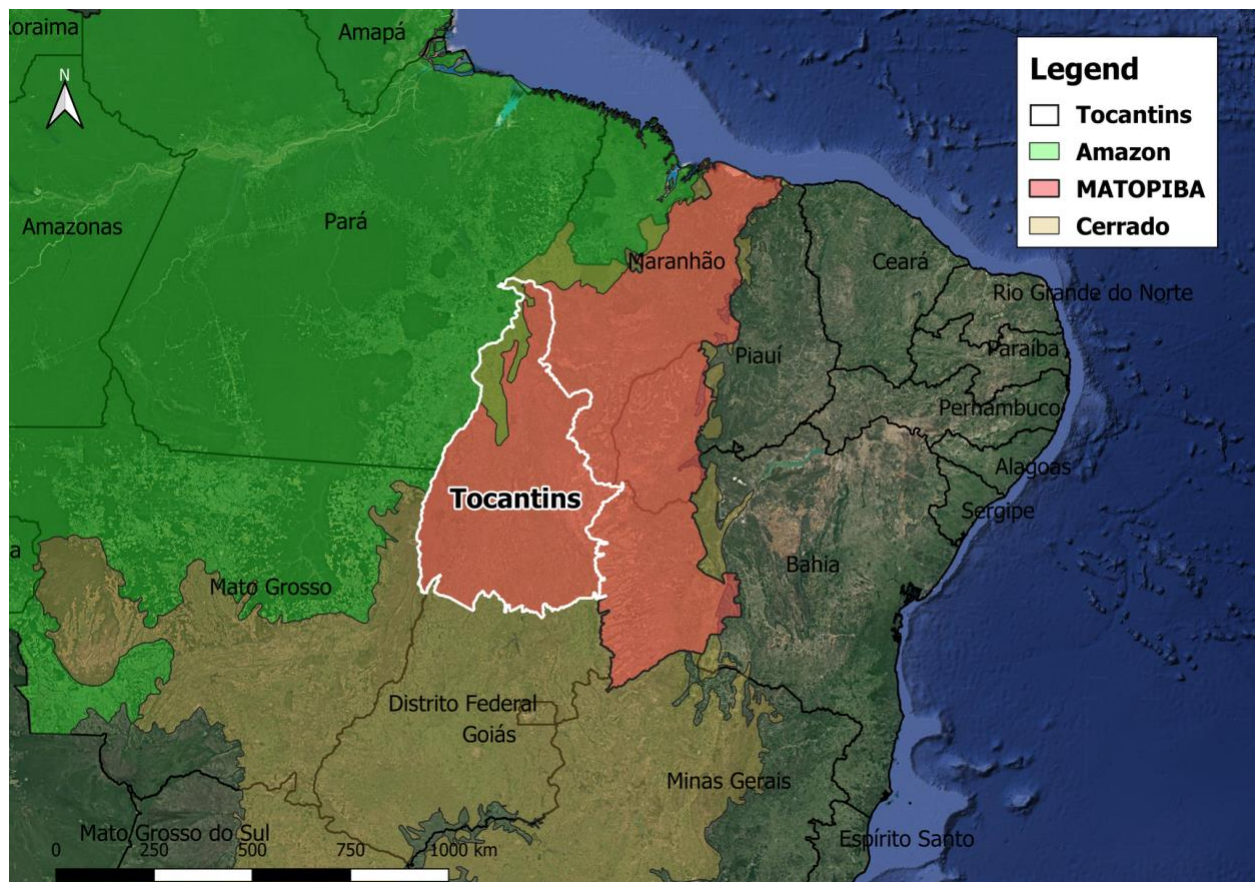 oraima
Amapá
N
Legend
Tocantins
Amazon
MATOPIBA
Cerrado
Amazonas
Pará
Maranhão
Ceará
Rio Grande do Norte
Piauí
Paraíba
Pernambuco
Alagoas
Tocantins
Sergipe
a
Mato Grosso
Bahia
Distrito Federal
Goiás
Minas Gerais
Mato Grosso do Sul
Espírito Santo
0 250 500 750 1000 km